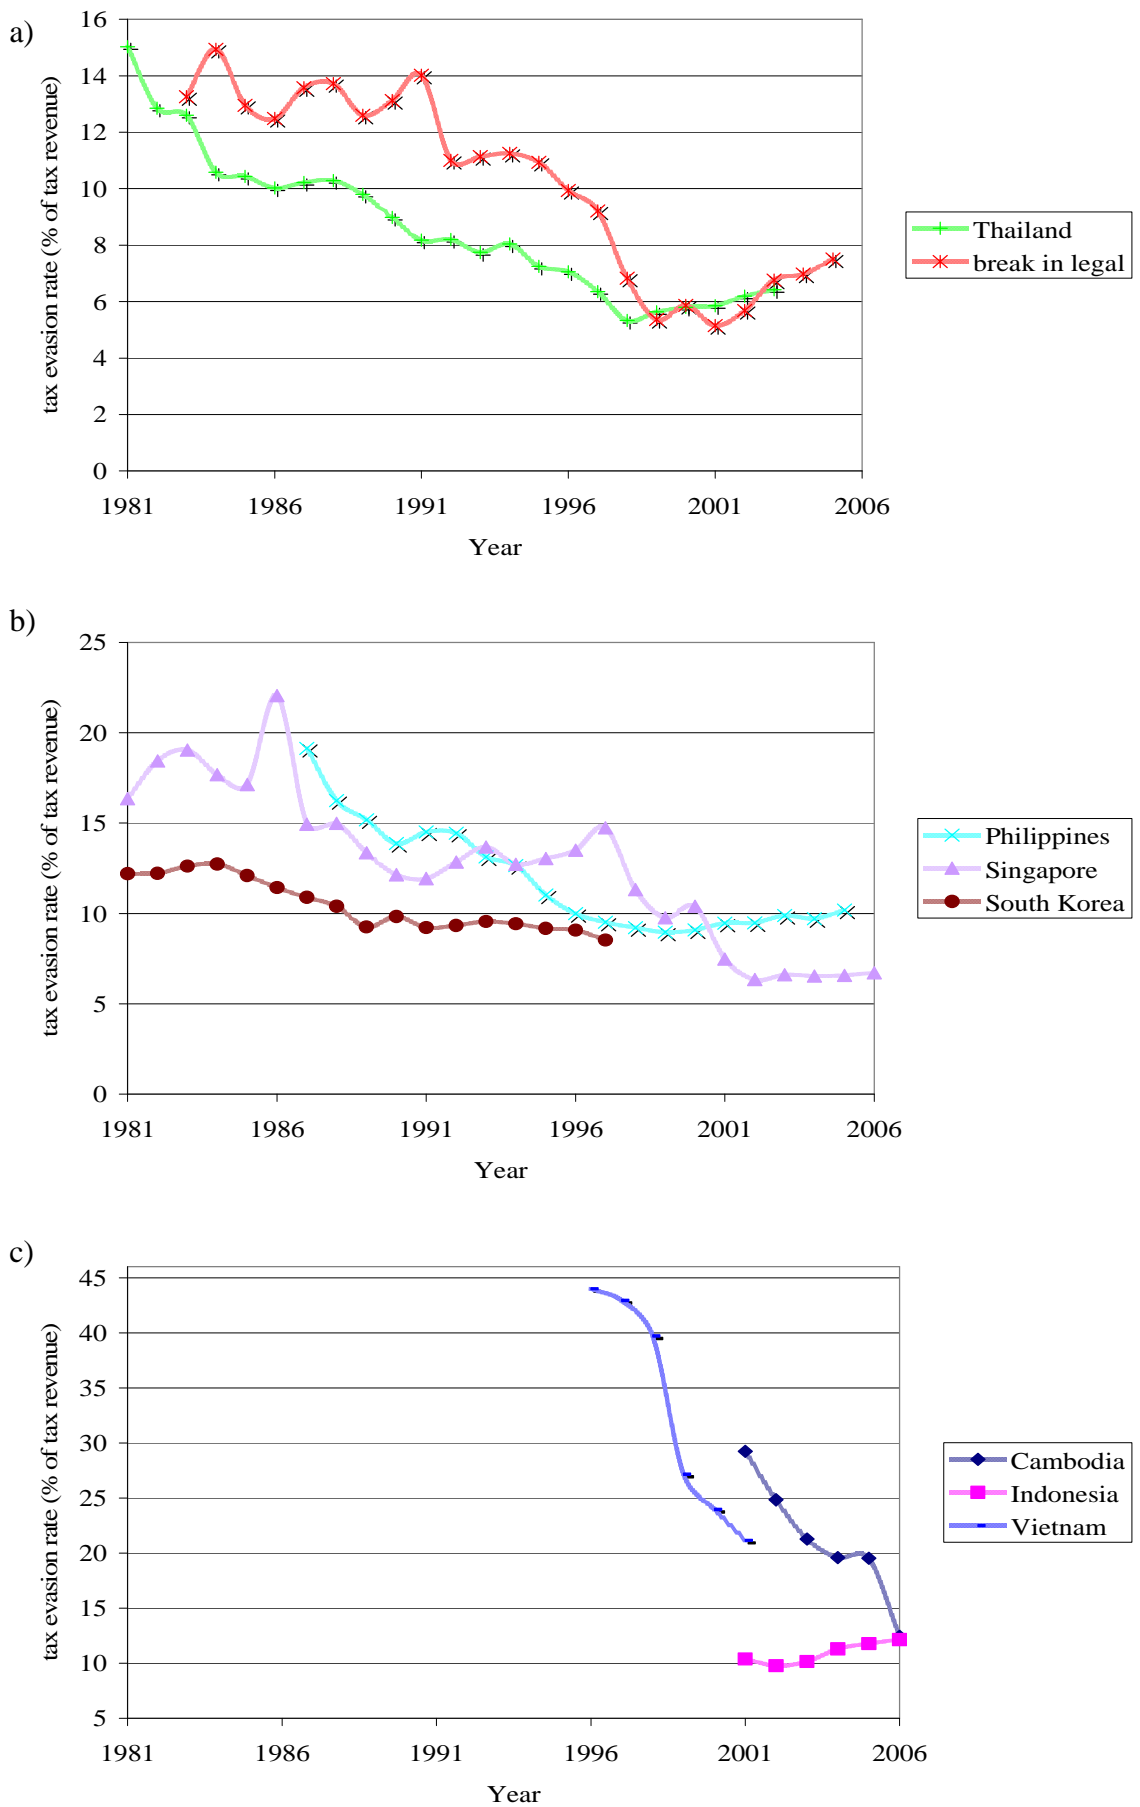 a)
tax evasion rate (% of tax revenue)
16
14
12
10
8
6
4
2
0
1981 1986 1991 1996 2001 2006
Year
Thailand
break in legal
b)
tax evasion rate (% of tax revenue)
25
20
15
10
5
0
1981 1986 1991 1996 2001 2006
Year
Philippines
Singapore
South Korea
c)
tax evasion rate (% of tax revenue)
45
40
35
30
25
20
15
10
5
1981 1986 1991 1996 2001 2006
Year
Cambodia
Indonesia
Vietnam